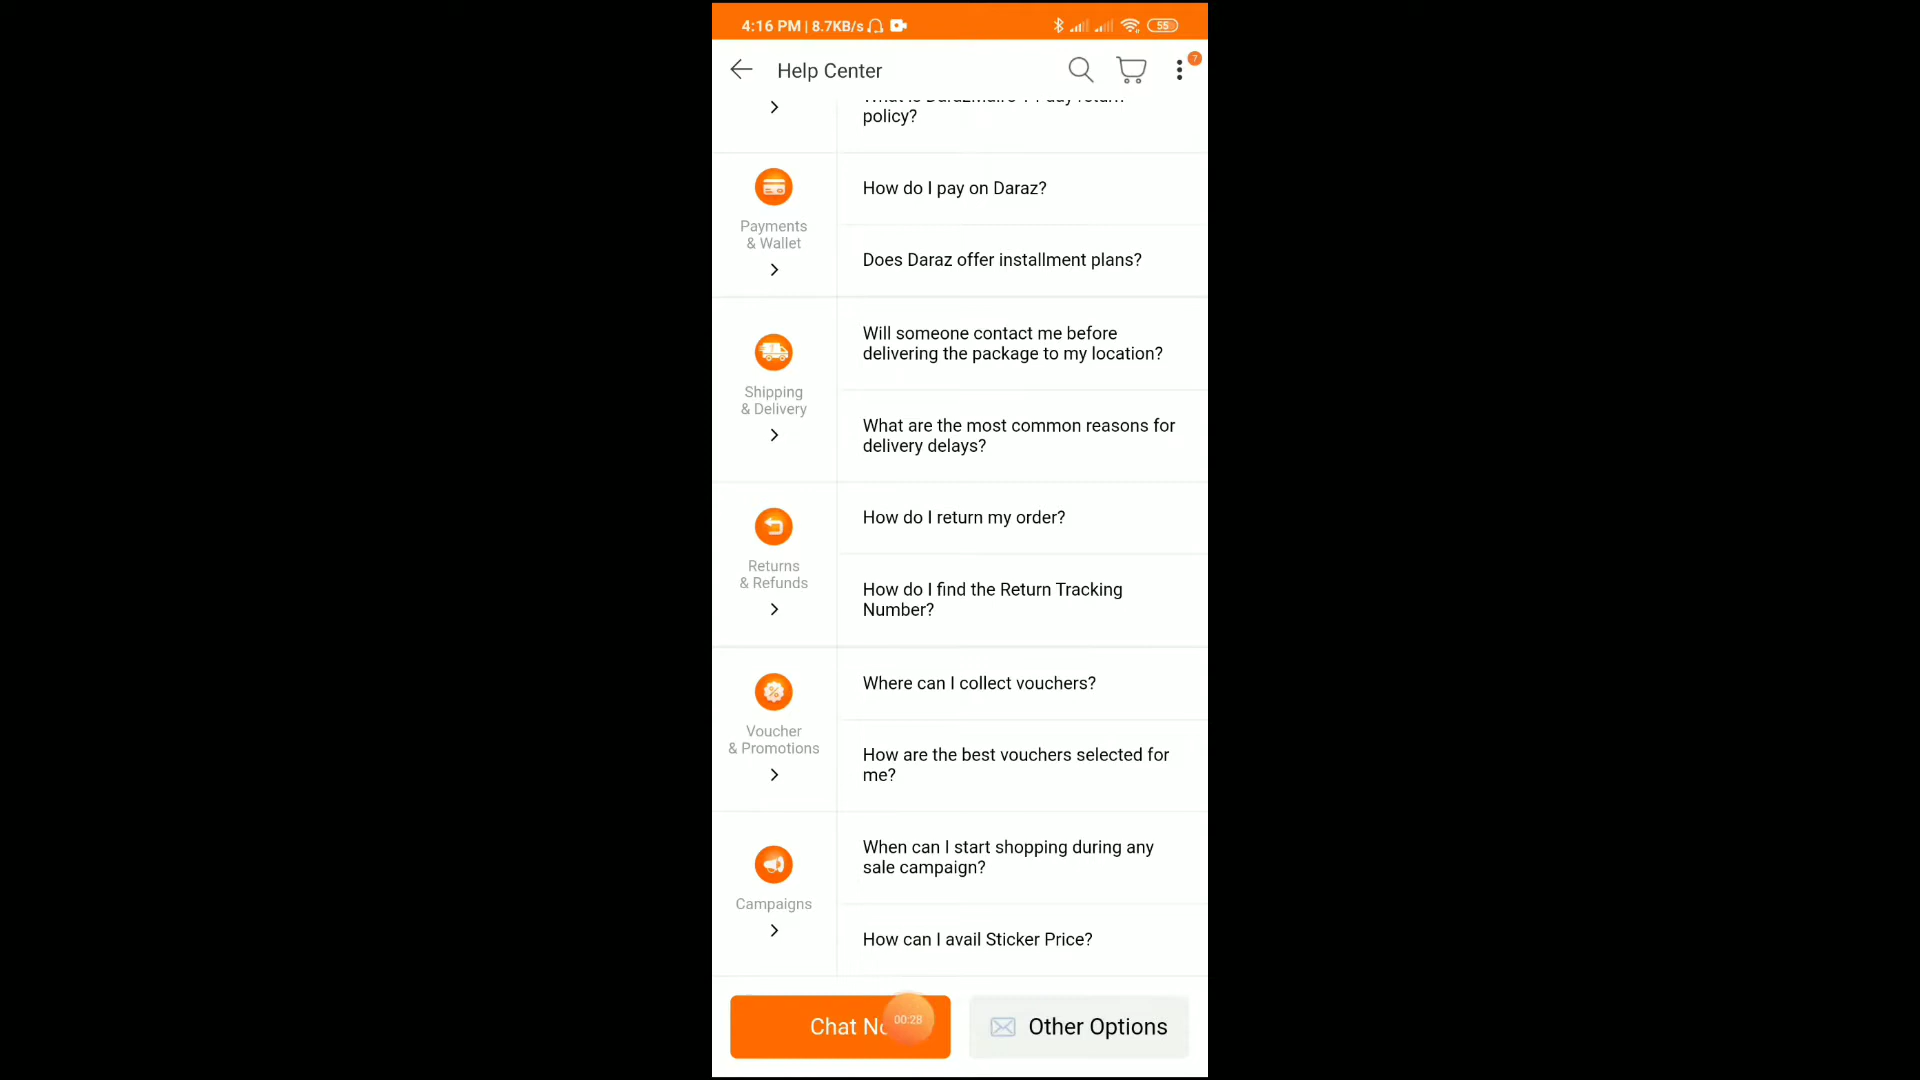 4:16 PM | 8.7KB/s
55
Help Center
7
policy?
Payments
& Wallet
How do I pay on Daraz?
Does Daraz offer installment plans?
Shipping
& Delivery
Will someone contact me before
delivering the package to my location?
What are the most common reasons for
delivery delays?
Returns
& Refunds
How do I return my order?
How do I find the Return Tracking
Number?
Voucher
& Promotions
Where can I collect vouchers?
How are the best vouchers selected for
me?
Campaigns
When can I start shopping during any
sale campaign?
How can I avail Sticker Price?
Chat
00:28
Other Options